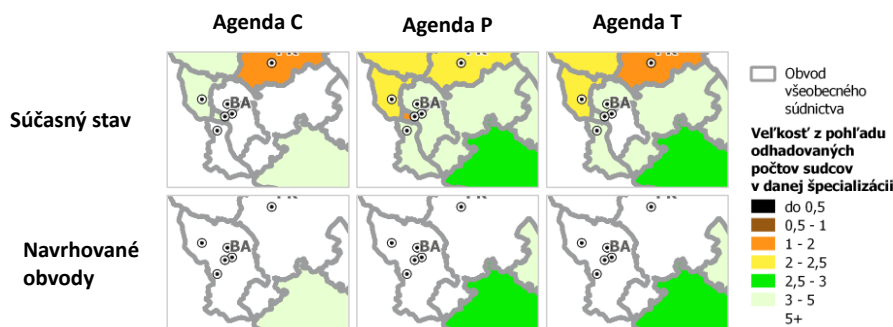 Agenda C Agenda P Agenda T
Súčasný stav
BA BA BA
Obvod
všeobecného
súdnictva
Veľkosť z pohľadu
odhadovaných
počtov sudcov
v danej špecializácii
do 0,5
0,5 - 1
1 - 2
2 - 2,5
2,5 - 3
3 - 5
5+
Navrhované
obvody
BA BA BA